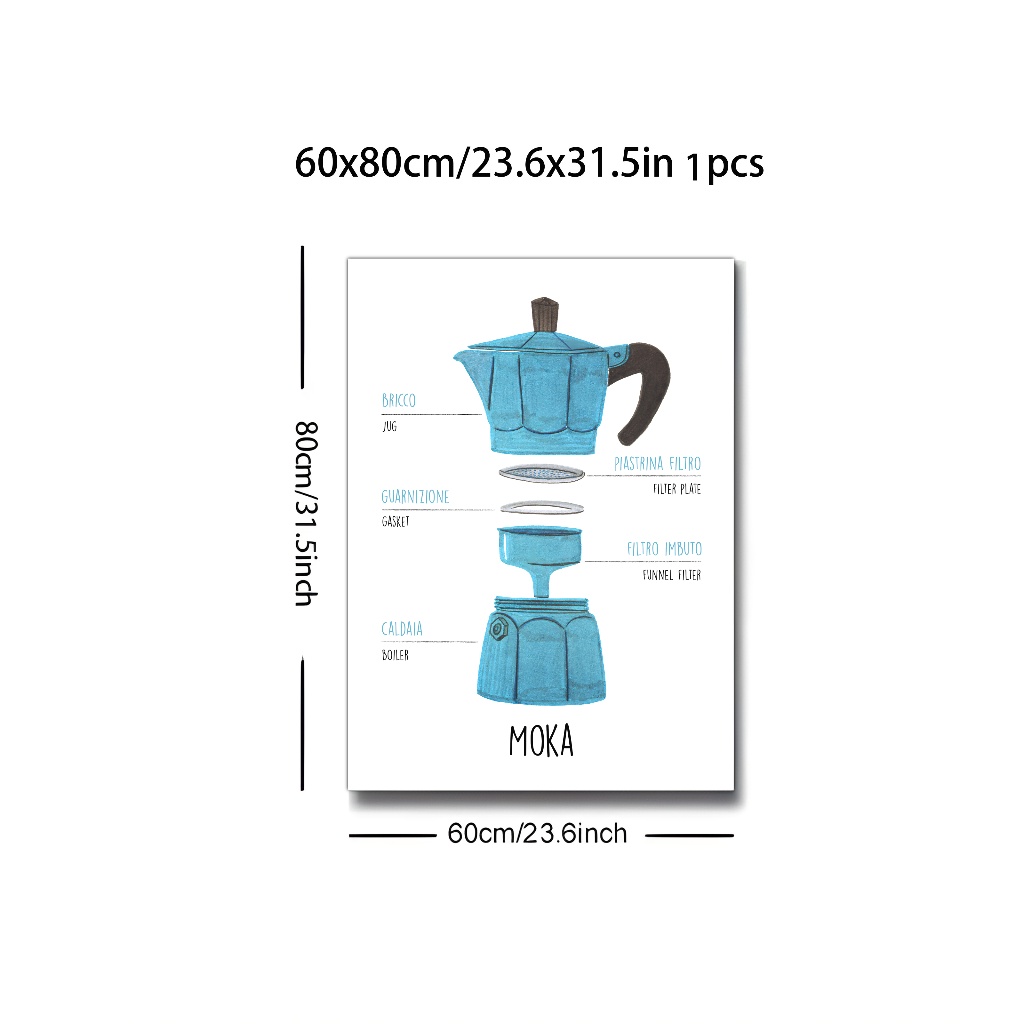 60x80cm/23.6x31.5in 1pcs
80cm/31.5inch
BRICCO
JUG
PIASTRINA FILTRO
FILTER PLATE
GUARNIZIONE
GASKET
FILTRO IMBUTO
FUNNEL FILTER
CALDAIA
BOILER
MOKA
60cm/23.6inch